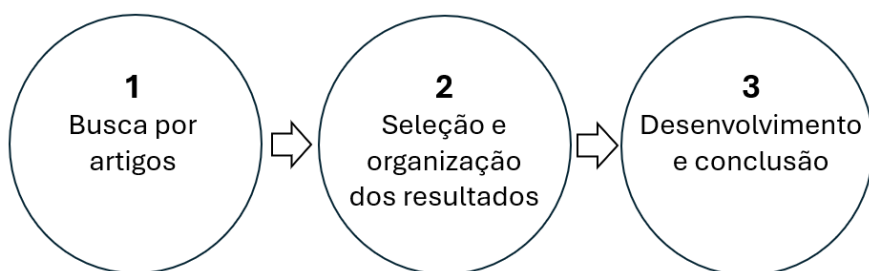 1
Busca por
artigos
2
Seleção e
organização
dos resultados
3
Desenvolvimento
e conclusão